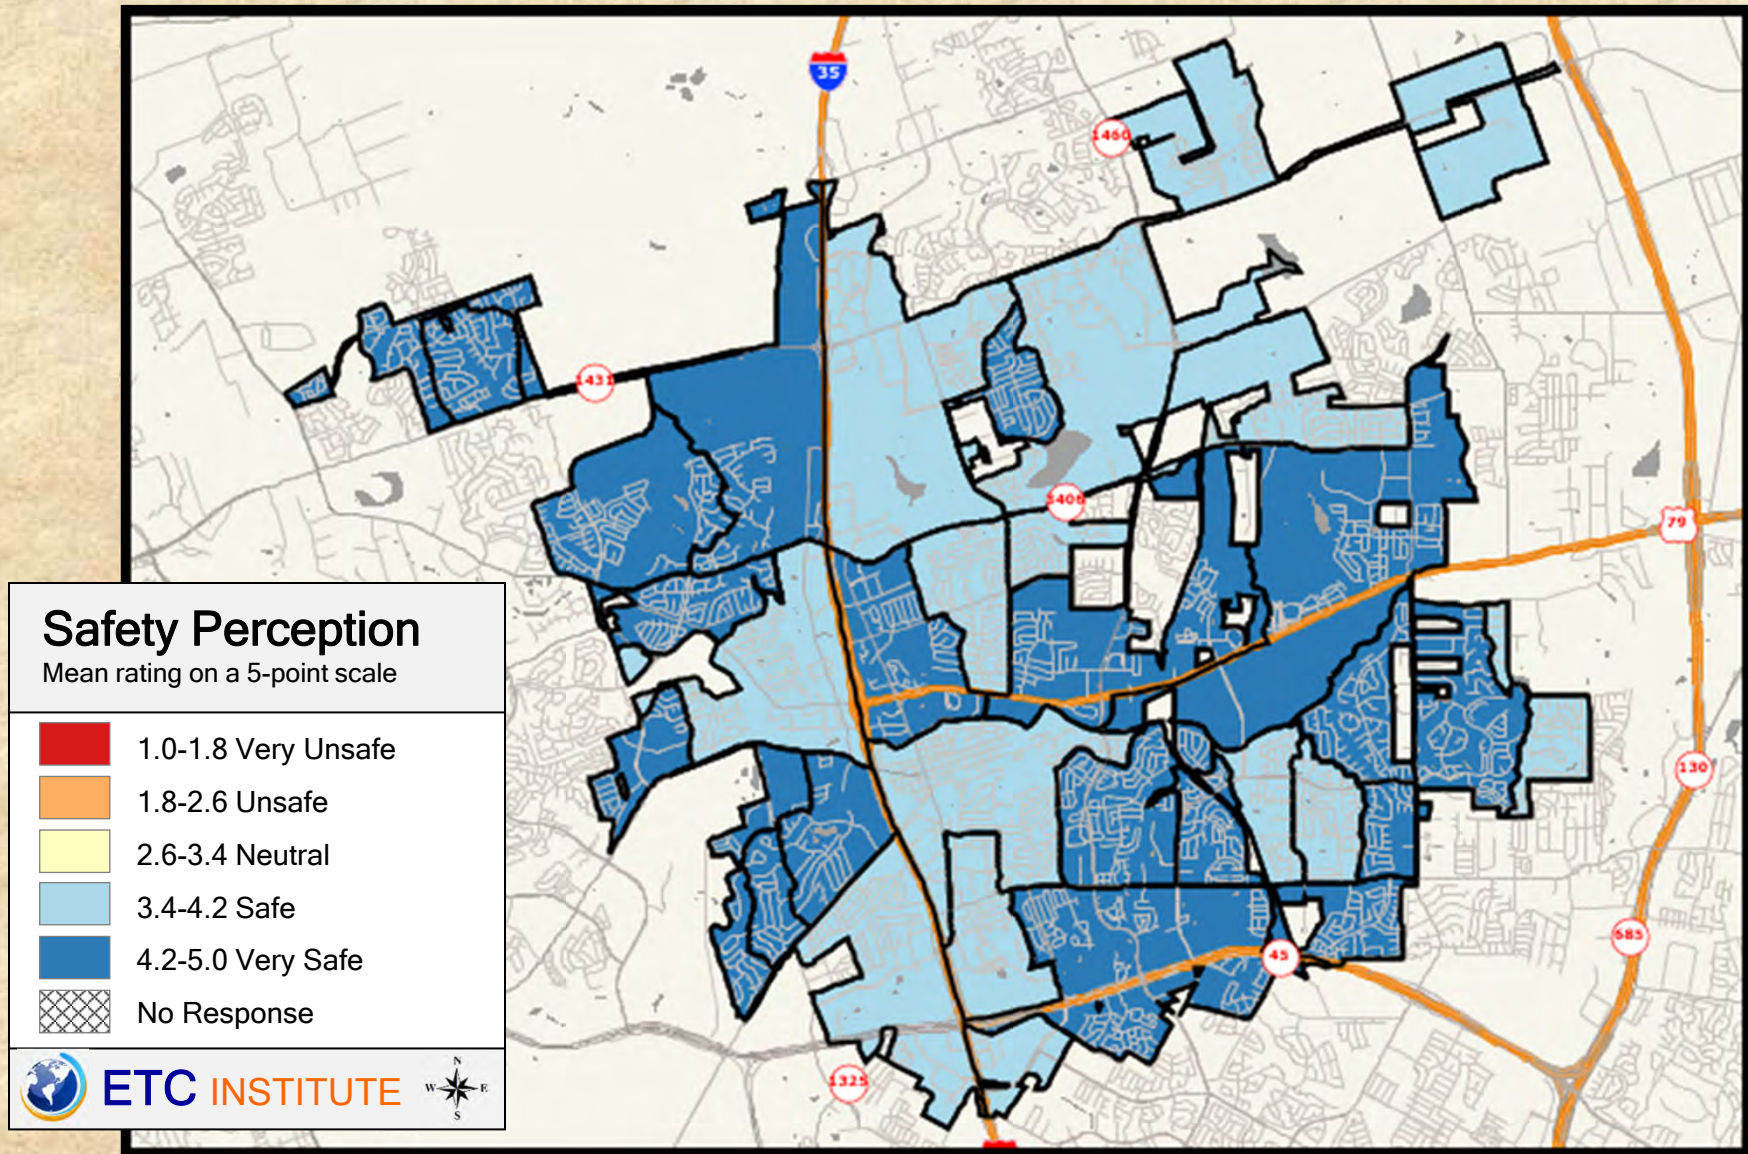 35
1460
1431
3406
79
Safety Perception
Mean rating on a 5-point scale
1.0-1.8 Very Unsafe
1.8-2.6 Unsafe
2.6-3.4 Neutral
3.4-4.2 Safe
4.2-5.0 Very Safe
No Response
ETC INSTITUTE
N
W
E
S
130
685
45
1325